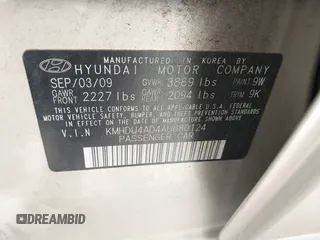 MANUFACTURED IN KOREA
HYUNDAI MOTOR COMPANY
SEP/03/09 GVWR 3869 lbs PAINT 9W
GAWR FRONT 2227 lbs GAWR REAR 2094 lbs TRIM 9K
THIS VEHICLE CONFORMS TO ALL APPLICABLE U.S. FEDERAL
MOTOR VEHICLE SAFETY, BUMPER, AND THEFT PREVENTION
STANDARDS IN EFFECT ON THE DATE OF MANUFACTURE SHOWN ABOVE.
V.I.N
PASSENGER CAR
DREAMBID